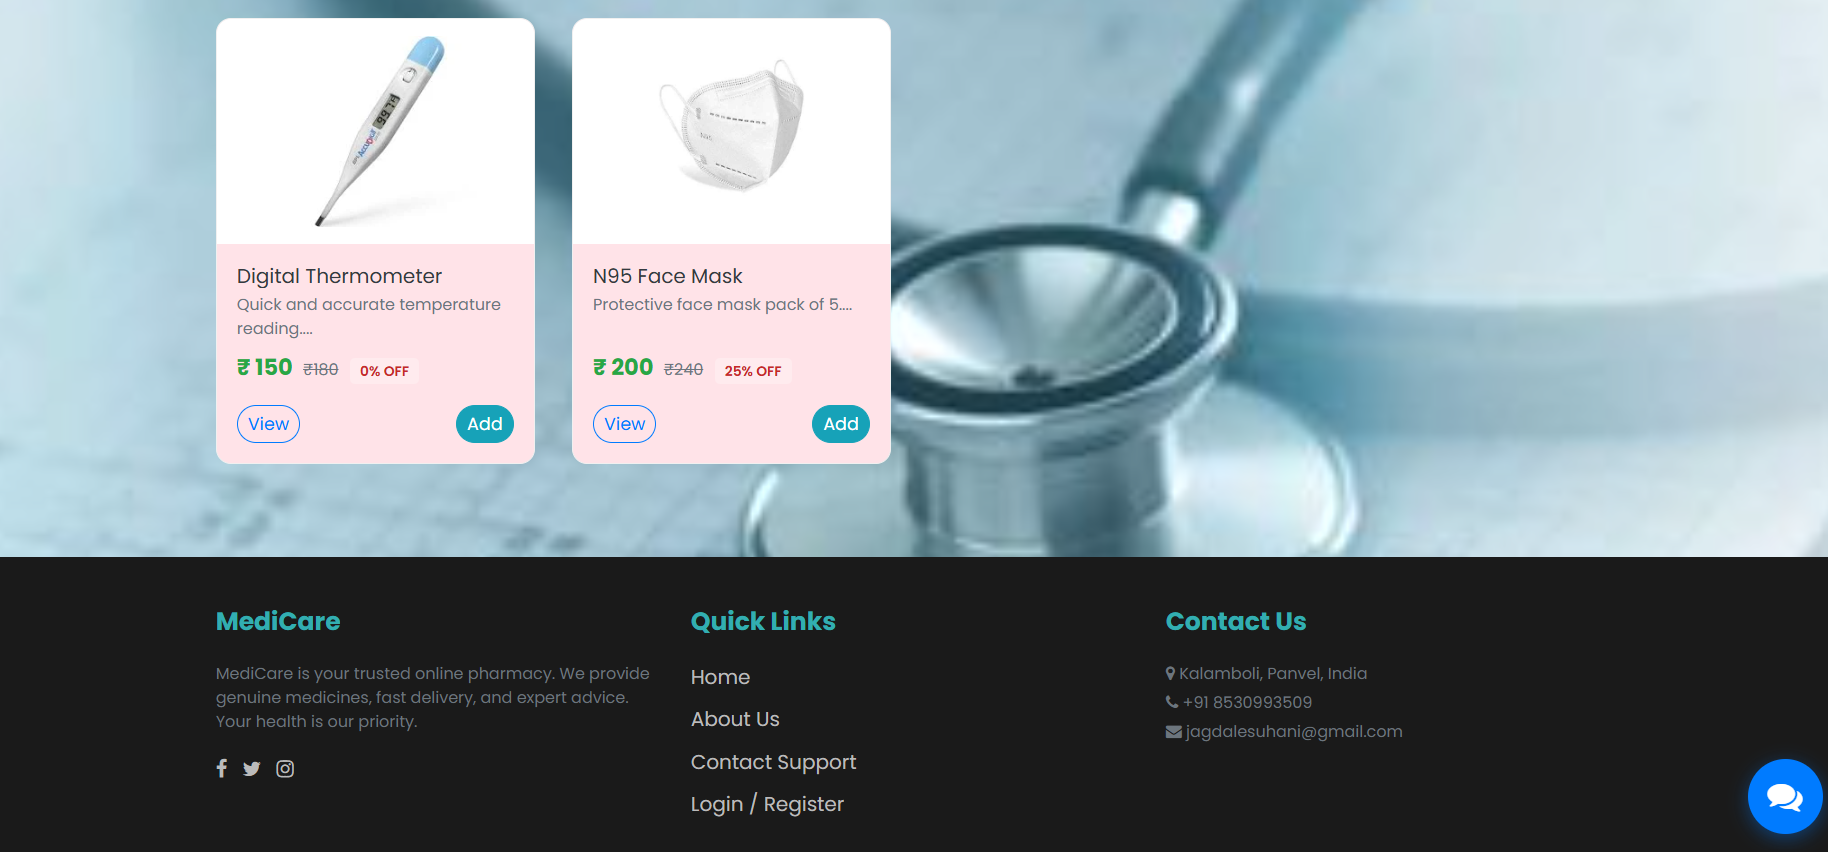 Digital Thermometer
Quick and accurate temperature
reading....
₹ 150 ₹180 0% OFF
View Add
N95 Face Mask
Protective face mask pack of 5....
₹ 200 ₹240 25% OFF
View Add
MediCare
MediCare is your trusted online pharmacy. We provide
genuine medicines, fast delivery, and expert advice.
Your health is our priority.
Quick Links
Home
About Us
Contact Support
Login / Register
Contact Us
Kalamboli, Panvel, India
+91 8530993509
jagdalesuhani@gmail.com